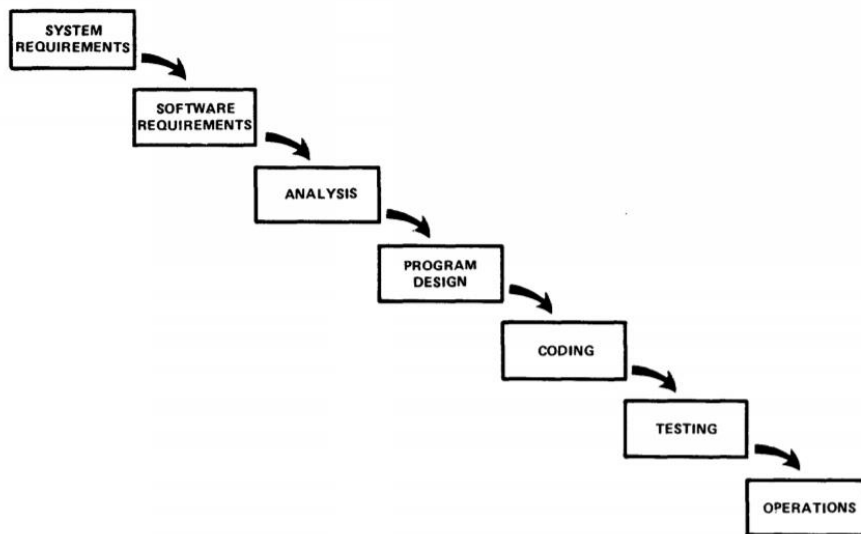 SYSTEM
REQUIREMENTS
SOFTWARE
REQUIREMENTS
ANALYSIS
PROGRAM
DESIGN
CODING
TESTING
OPERATIONS